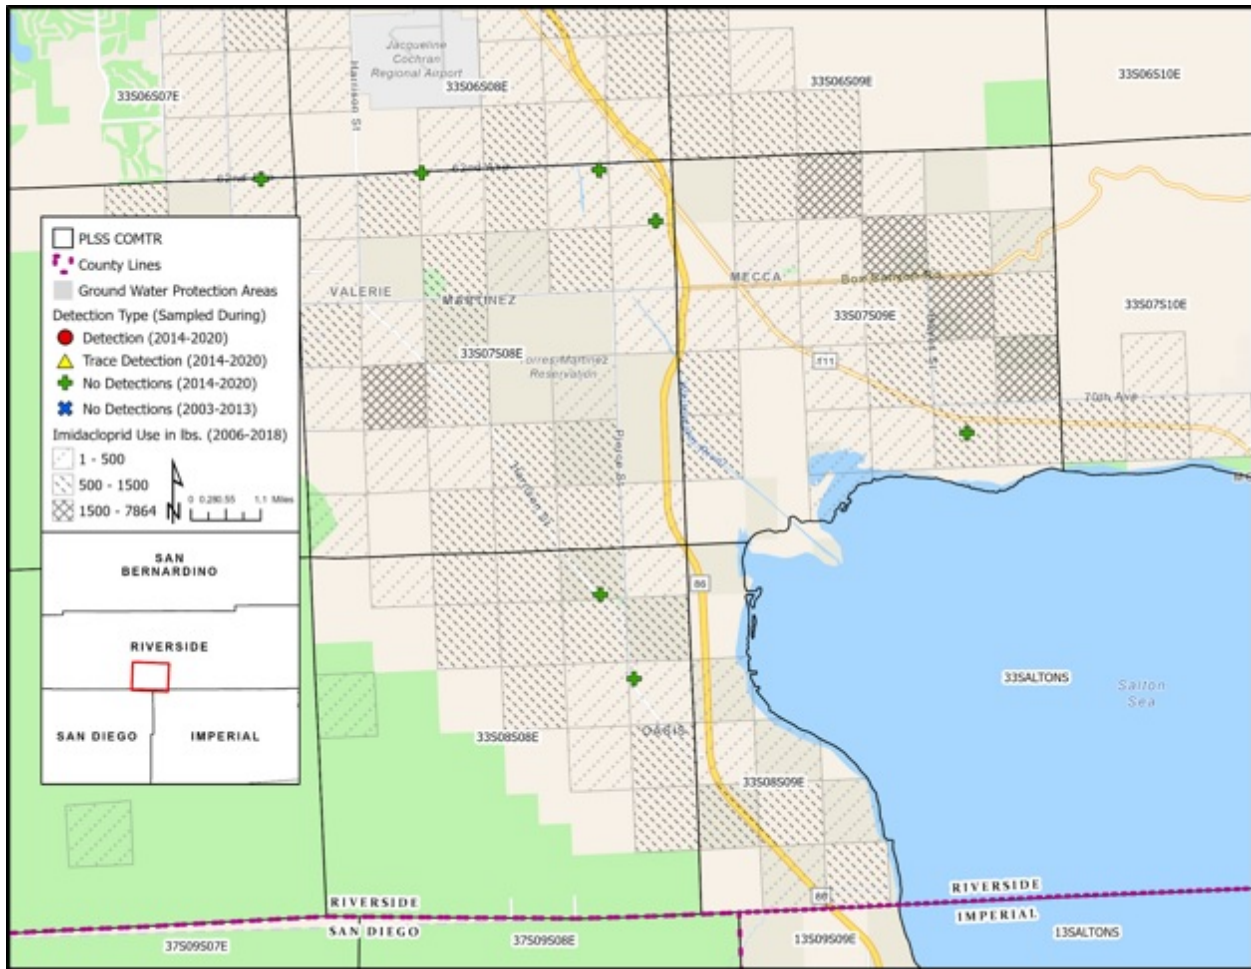 Jacqueline
Cochran
Regional Airport
33S06S07E
33S06S08E
33S06S09E
33S06S10E
Harrison St
62nd Ave
PLSS COMTR
County Lines
Ground Water Protection Areas
Detection Type (Sampled During)
Detection (2014-2020)
Trace Detection (2014-2020)
No Detections (2014-2020)
No Detections (2003-2013)
Imidacloprid Use in lbs. (2006-2018)
1 - 500
500 - 1500
1500 - 7864
N
0 0.280.55 1.1 Miles
SAN
BERNARDINO
RIVERSIDE
SAN DIEGO
IMPERIAL
VALERIE
MARTINEZ
MECCA
33S07S08E
33S07S09E
33S07S10E
Torres-Martinez
Reservation
111
70th Ave
Pierce St
Harrison St
86
33SALTONS
Salton
Sea
OASIS
33S08S08E
33S08S09E
86
RIVERSIDE
SAN DIEGO
RIVERSIDE
IMPERIAL
37S09S07E
37S09S08E
13S09S09E
13SALTONS